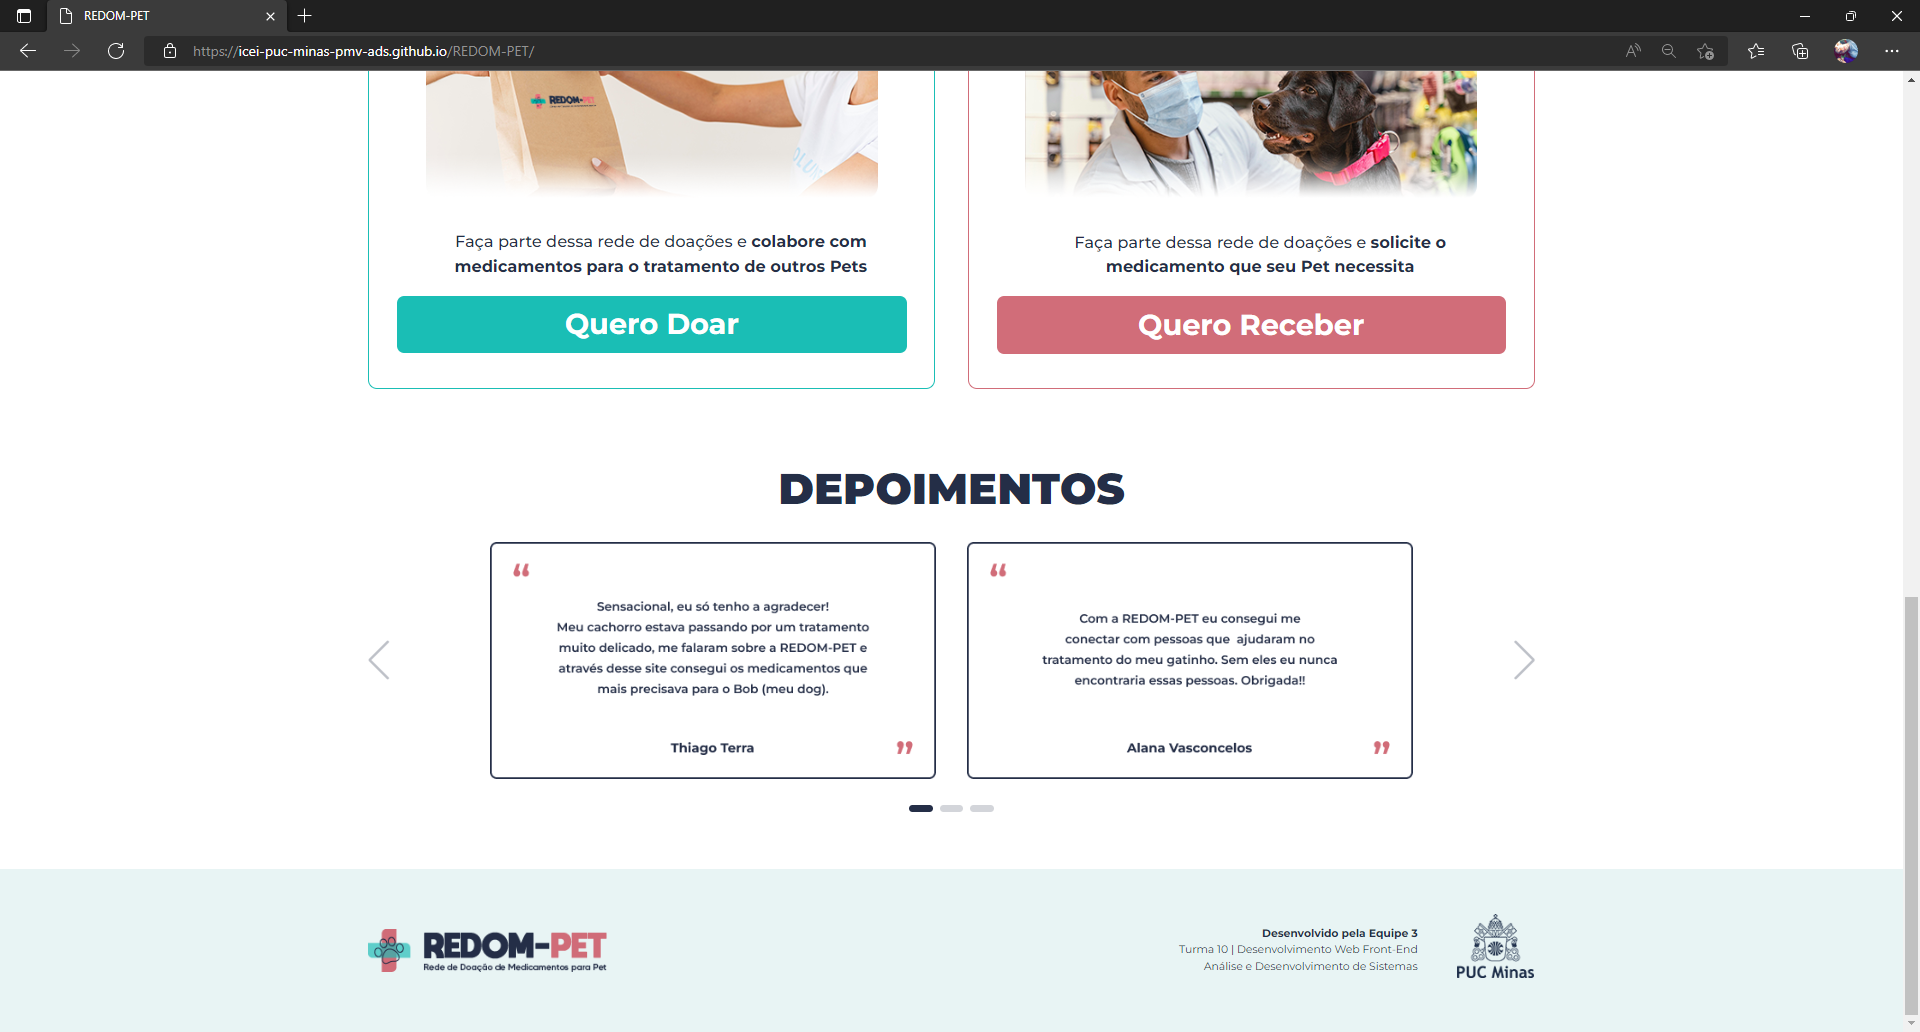 REDOM-PET
https://icei-puc-minas-pmv-ads.github.io/REDOM-PET/
REDOM-PET
Faça parte dessa rede de doações e colabore com
medicamentos para o tratamento de outros Pets
Quero Doar
Faça parte dessa rede de doações e solicite o
medicamento que seu Pet necessita
Quero Receber
DEPOIMENTOS
“
Sensacional, eu só tenho a agradecer!
Meu cachorro estava passando por um tratamento
muito delicado, me falaram sobre a REDOM-PET e
através desse site consegui os medicamentos que
mais precisava para o Bob (meu dog).
Thiago Terra
”
“
Com a REDOM-PET eu consegui me
conectar com pessoas que  ajudaram no
tratamento do meu gatinho. Sem eles eu nunca
encontraria essas pessoas. Obrigada!!
Alana Vasconcelos
”
REDOM-PET
Rede de Doação de Medicamentos para Pet
Desenvolvido pela Equipe 3
Turma 10 | Desenvolvimento Web Front-End
Análise e Desenvolvimento de Sistemas
PUC Minas